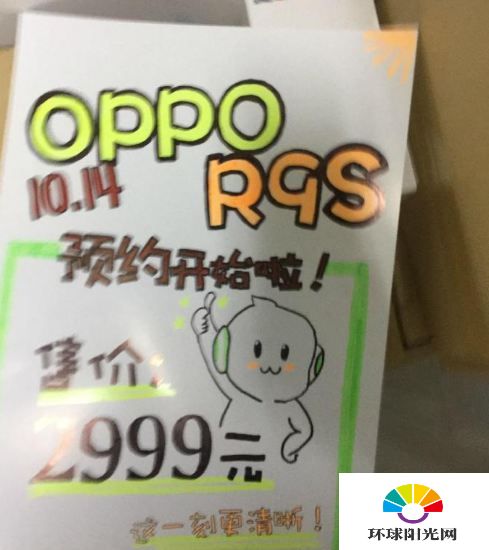 OPPO
10.14 R9S
预约开始啦！
售价：
2999元
这一刻更清晰！
环球阳光网